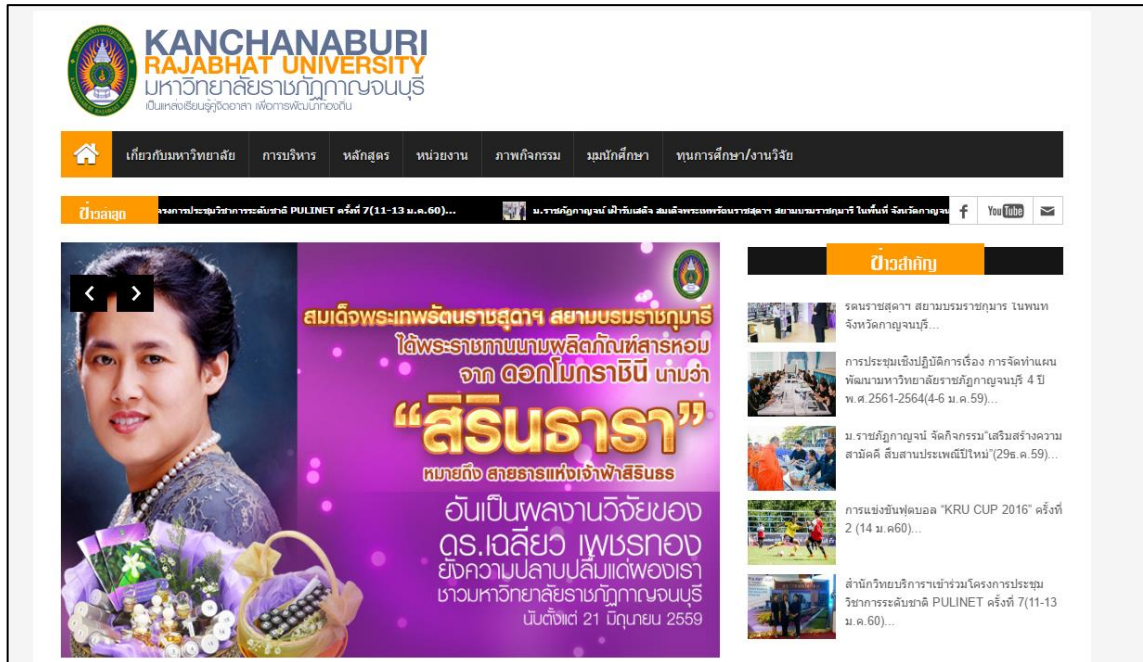 KANCHANABURI
RAJABHAT UNIVERSITY
มหาวิทยาลัยราชภัฏกาญจนบุรี
เป็นแหล่งเรียนรู้คู่จิตอาสา เพื่อการพัฒนาท้องถิ่น
เกี่ยวกับมหาวิทยาลัย การบริหาร หลักสูตร หน่วยงาน ภาพกิจกรรม มุมนักศึกษา ทุนการศึกษา/งานวิจัย
ข่าวล่าสุด
รงการประชุมวิชาการระดับชาติ PULINET ครั้งที่ 7(11-13 ม.ค.60)... ม.ราชภัฏกาญจน์ เฝ้ารับเสด็จ สมเด็จพระเทพรัตนราชสุดาฯ สยามบรมราชกุมารี ในพื้นที่ จังหวัดกาญจน
f You Tube
สมเด็จพระเทพรัตนราชสุดาฯ สยามบรมราชกุมารี
ได้พระราชทานนามผลิตภัณฑ์สารหอม
จาก ดอกโมกราชินี นามว่า
“สิรินธารา”
หมายถึง สายธารแห่งเจ้าฟ้าสิรินธร
อันเป็นผลงานวิจัยของ
ดร.เฉลียว เพชรทอง
ยังความปลาบปลื้มแด่ผองเรา
ชาวมหาวิทยาลัยราชภัฏกาญจนบุรี
นับตั้งแต่ 21 มิถุนายน 2559
ข่าวสำคัญ
รัตนราชสุดาฯ สยามบรมราชกุมารี ในพื้นที่
จังหวัดกาญจนบุรี...
การประชุมเชิงปฏิบัติการเรื่อง การจัดทำแผน
พัฒนามหาวิทยาลัยราชภัฏกาญจนบุรี 4 ปี
พ.ศ.2561-2564(4-6 ม.ค.59)...
ม.ราชภัฏกาญจน์ จัดกิจกรรม"เสริมสร้างความ
สามัคคี สืบสานประเพณีปีใหม่"(29ธ.ค.59)...
การแข่งขันฟุตบอล "KRU CUP 2016" ครั้งที่
2 (14 ม.ค60)...
สำนักวิทยบริการฯเข้าร่วมโครงการประชุม
วิชาการระดับชาติ PULINET ครั้งที่ 7(11-13
ม.ค.60)...